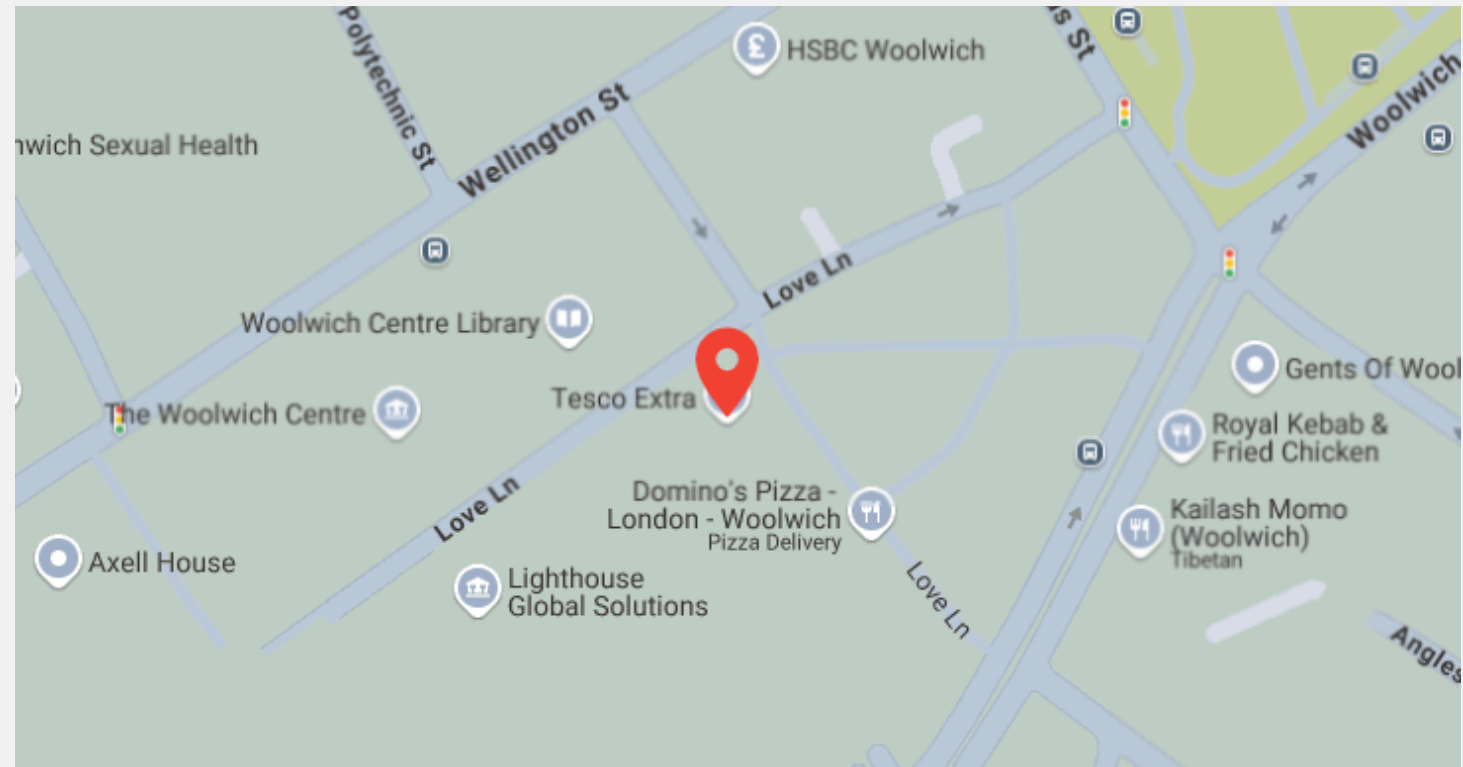 Polytechnic St
Wellington St
HSBC Woolwich
us St
Woolwich
nwich Sexual Health
Love Ln
Woolwich Centre Library
The Woolwich Centre
Tesco Extra
Gents Of Wool
Royal Kebab &
Fried Chicken
Love Ln
Domino's Pizza -
London - Woolwich
Pizza Delivery
Kailash Momo
(Woolwich)
Tibetan
Axell House
Lighthouse
Global Solutions
Love Ln
Angles